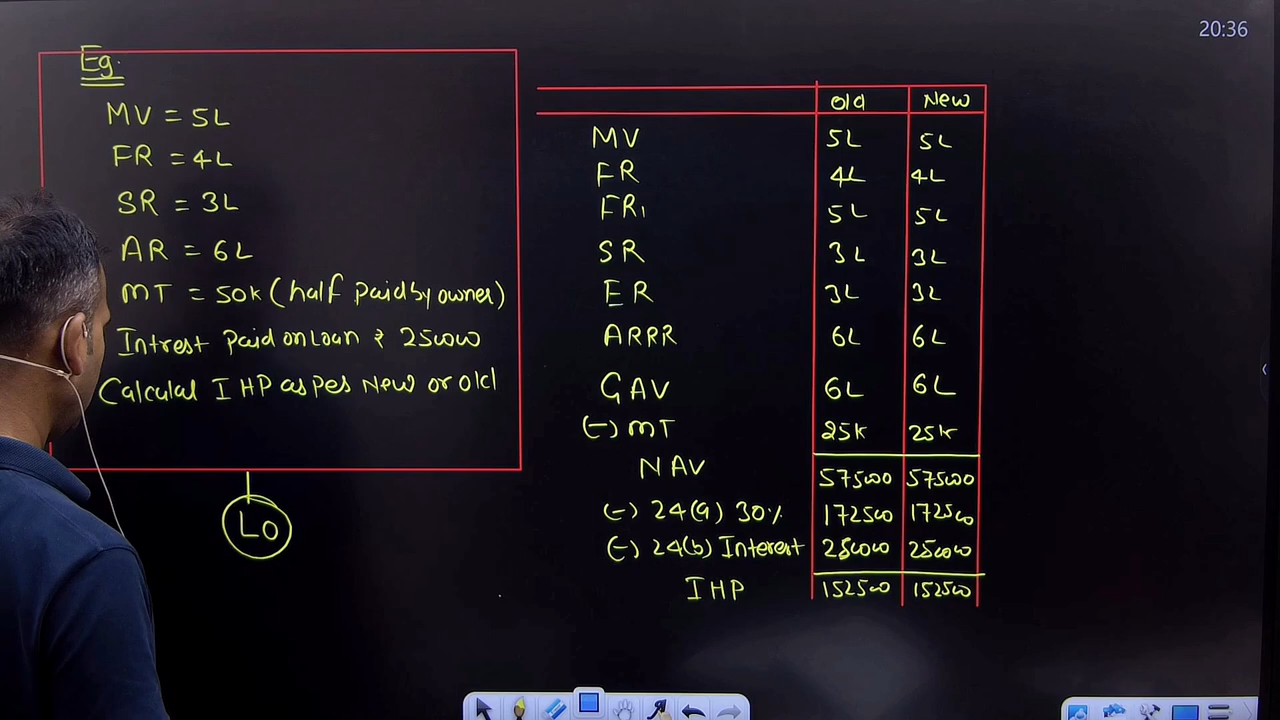 20:36
Eg.
MV = 5L
FR = 4L
SR = 3L
AR = 6L
MT = 50k (half paid by owner)
Intrest paid on Loan ₹ 250000
Calculal IHP as pes New or old
Lo
Old New
MV 5L 5L
FR 4L 4L
FR1 5L 5L
SR 3L 3L
ER 3L 3L
ARRR 6L 6L
GAV 6L 6L
(-) MT 25k 25k
NAV 575000 575000
(-) 24(a) 30% 172500 172500
(-) 24(b) Interest 250000 250000
IHP 152500 152500